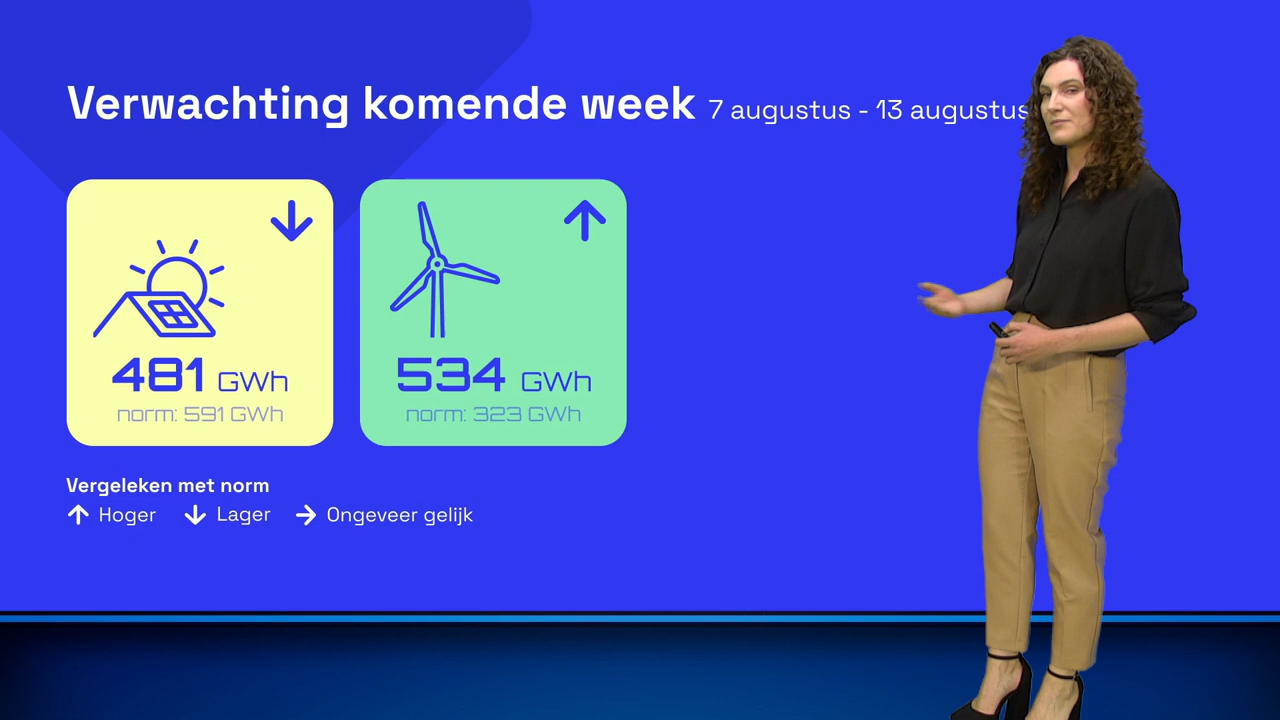 Verwachting komende week 7 augustus - 13 augustus
481 GWh
norm: 591 GWh
534 GWh
norm: 323 GWh
Vergeleken met norm
Hoger Lager Ongeveer gelijk